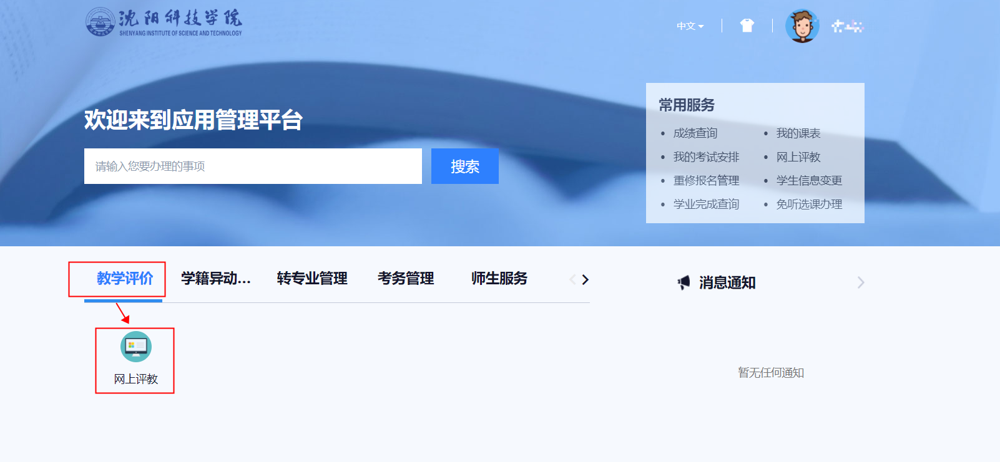 沈阳科技学院
SHENYANG INSTITUTE OF SCIENCE AND TECHNOLOGY
中文
欢迎来到应用管理平台
请输入您要办理的事项
搜索
常用服务
成绩查询
我的课表
我的考试安排
网上评教
重修报名管理
学生信息变更
学业完成查询
免听选课办理
教学评价
学籍异动...
转专业管理
考务管理
师生服务
网上评教
消息通知
暂无任何通知